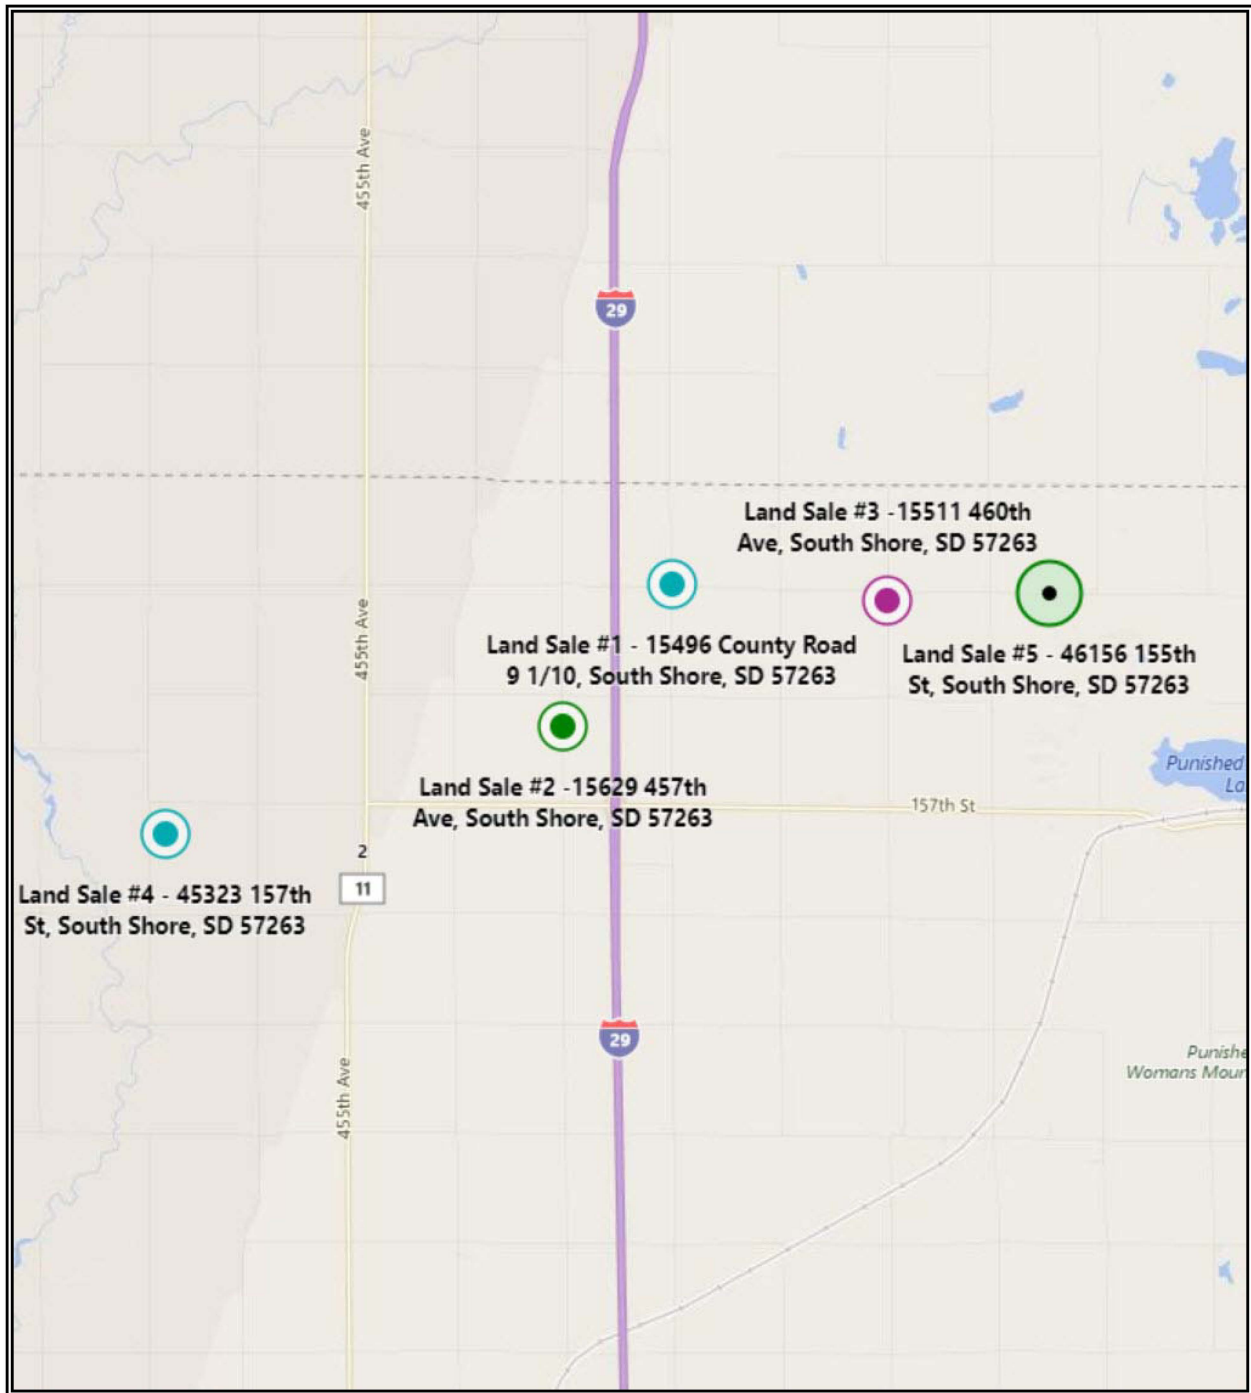 455th Ave
29
Land Sale #3 -15511 460th
Ave, South Shore, SD 57263
455th Ave
Land Sale #1 - 15496 County Road
9 1/10, South Shore, SD 57263
Land Sale #5 - 46156 155th
St, South Shore, SD 57263
Land Sale #2 -15629 457th
Ave, South Shore, SD 57263
Punished
La
157th St
2
11
Land Sale #4 - 45323 157th
St, South Shore, SD 57263
29
455th Ave
Punishe
Womans Moun